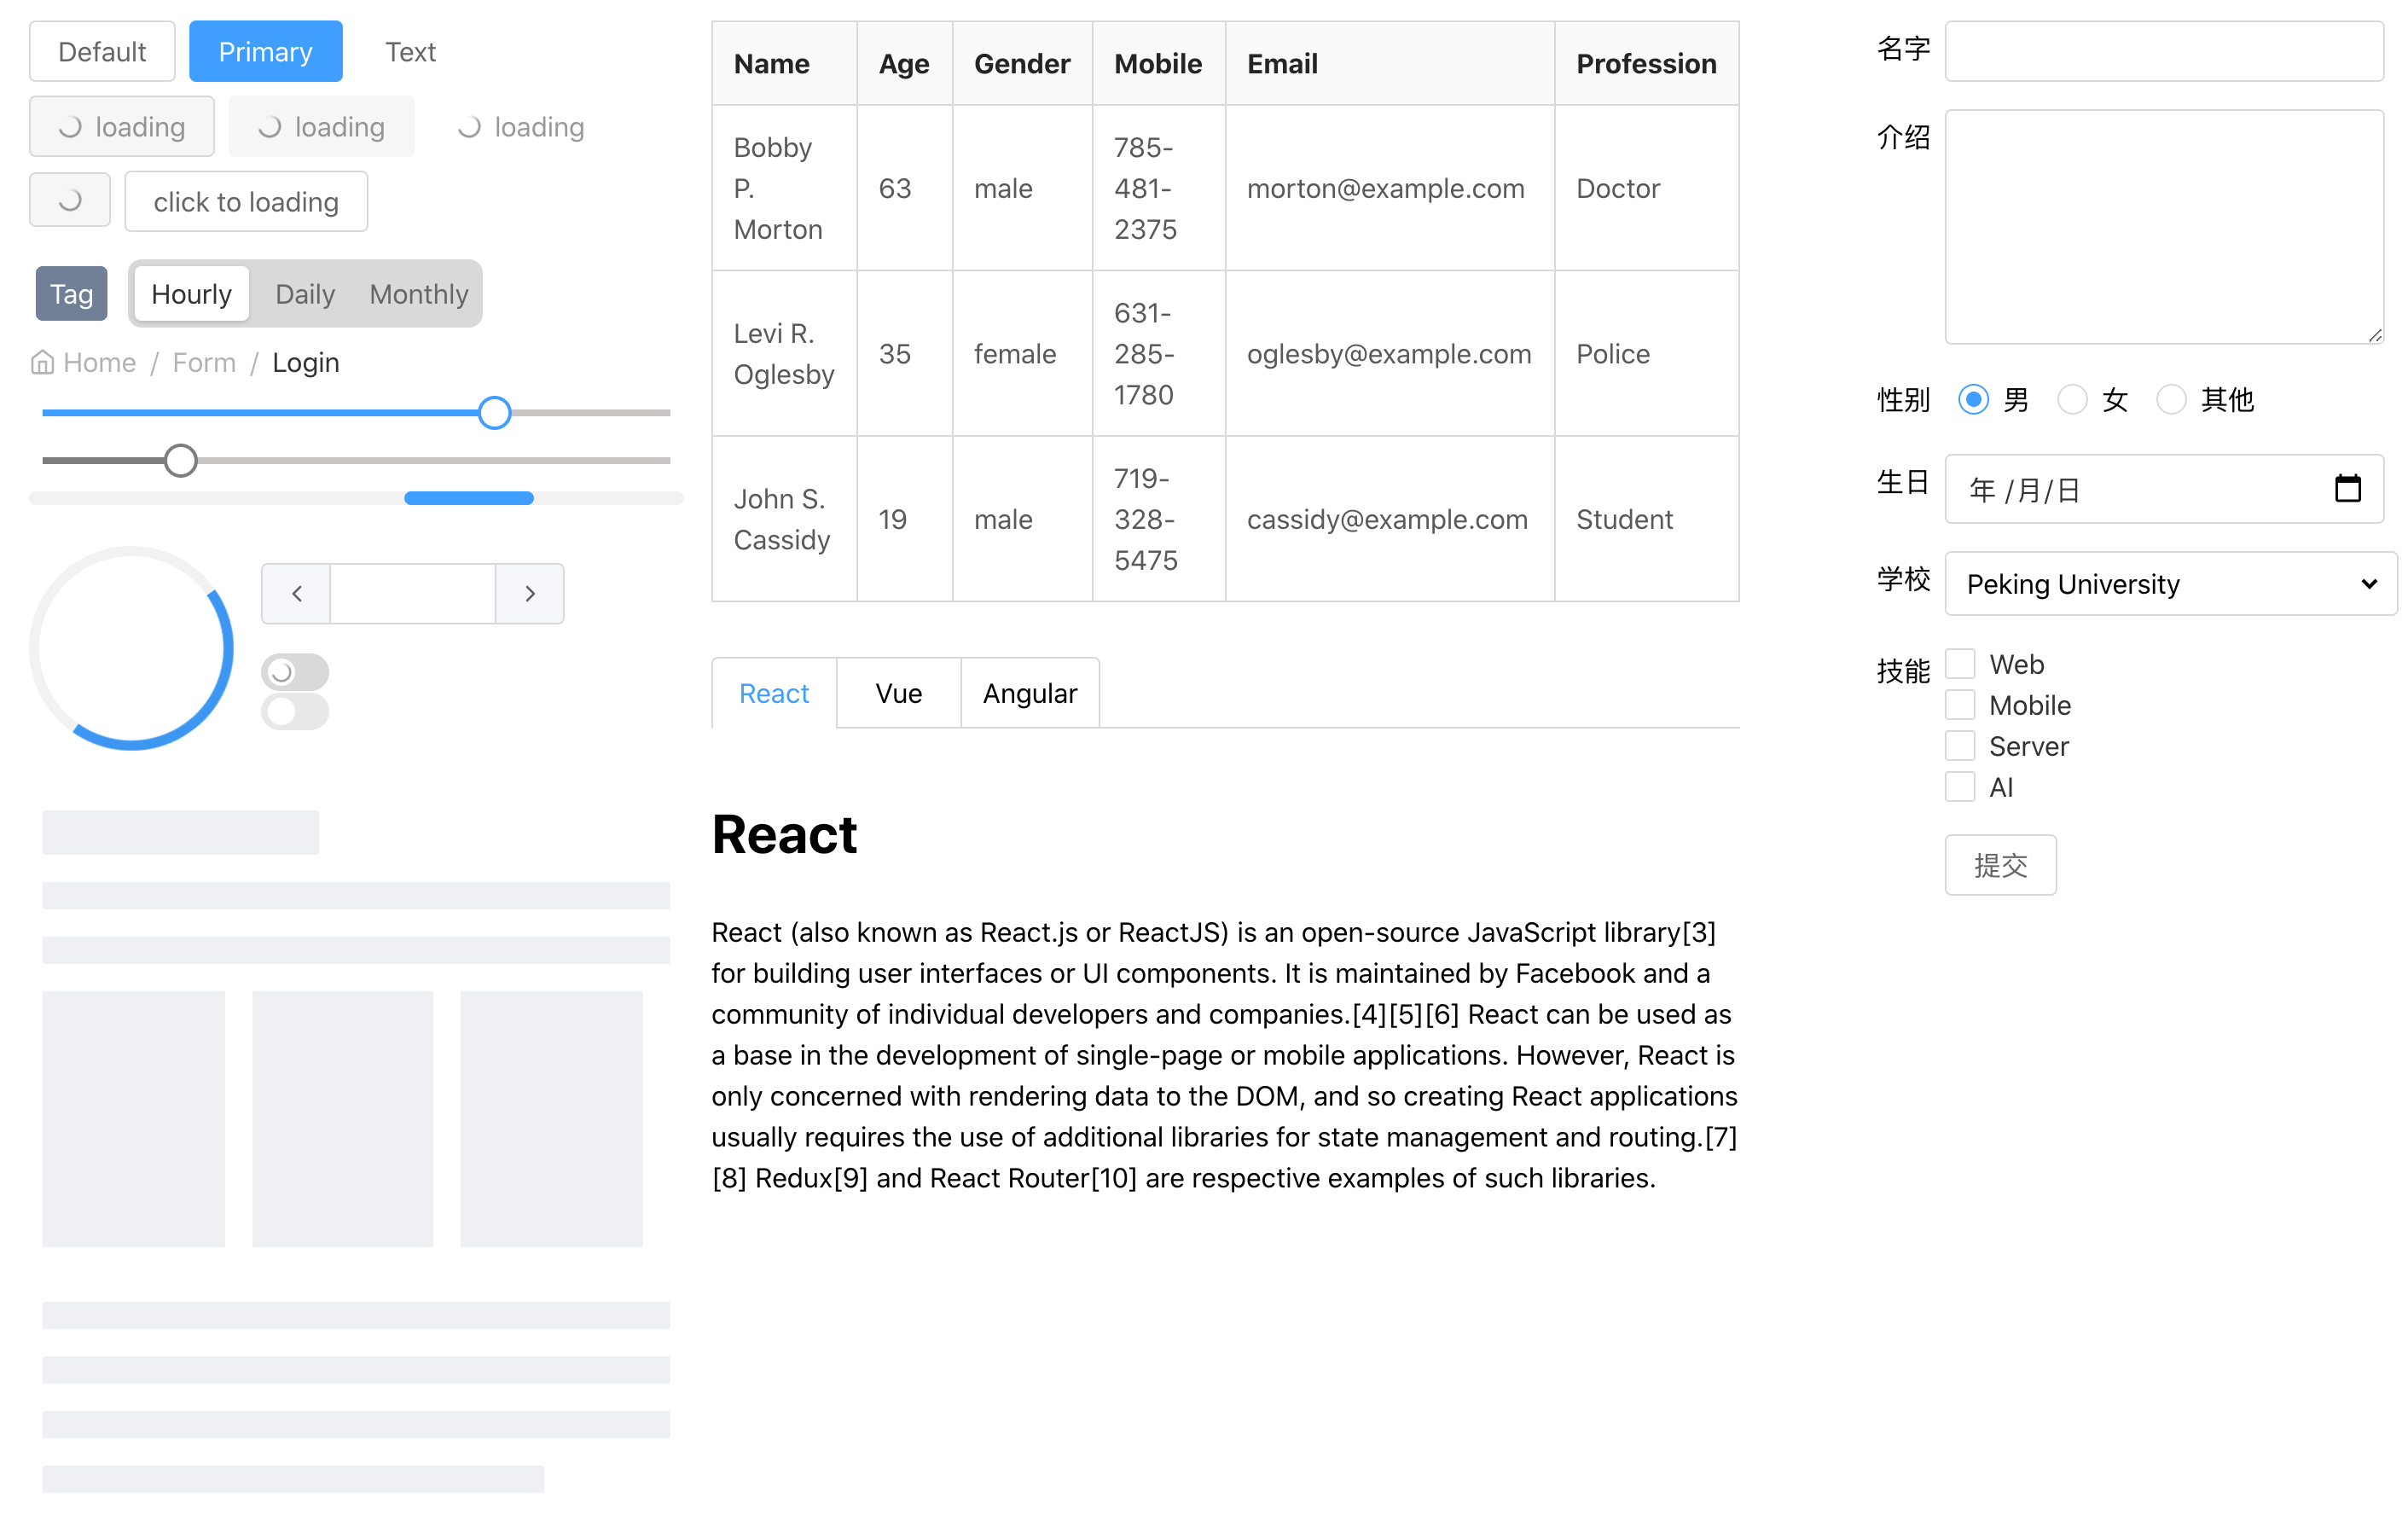 Default Primary Text
loading loading loading
click to loading
Tag Hourly Daily Monthly
Home / Form / Login
Name Age Gender Mobile Email Profession
Bobby
P.
Morton
63
male
785-
481-
2375
morton@example.com
Doctor
Levi R.
Oglesby
35
female
631-
285-
1780
oglesby@example.com
Police
John S.
Cassidy
19
male
719-
328-
5475
cassidy@example.com
Student
React Vue Angular
React
React (also known as React.js or ReactJS) is an open-source JavaScript library[3]
for building user interfaces or UI components. It is maintained by Facebook and a
community of individual developers and companies.[4][5][6] React can be used as
a base in the development of single-page or mobile applications. However, React is
only concerned with rendering data to the DOM, and so creating React applications
usually requires the use of additional libraries for state management and routing.[7]
[8] Redux[9] and React Router[10] are respective examples of such libraries.
名字
介绍
性别 男 女 其他
生日 年 /月/日
学校 Peking University
技能 Web
Mobile
Server
AI
提交